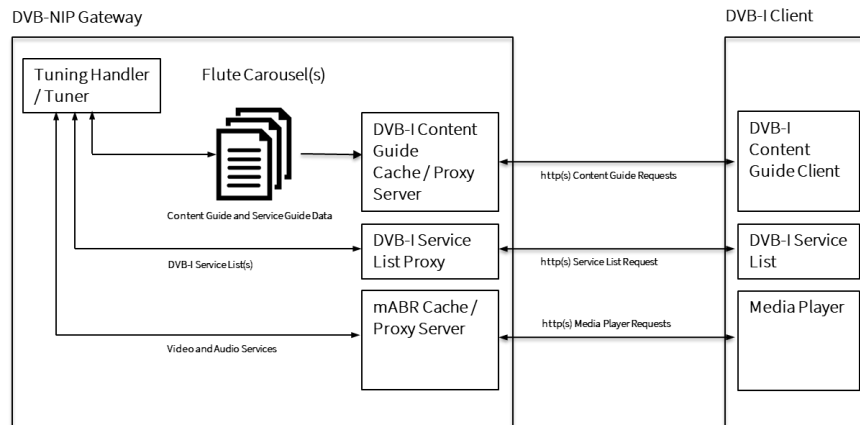 DVB-NIP Gateway
DVB-I Client
Tuning Handler
/ Tuner
Flute Carousel(s)
DVB-I Content
Guide
Cache / Proxy
Server
http(s) Content Guide Requests
DVB-I
Content
Guide Client
Content Guide and Service Guide Data
DVB-I Service List(s)
DVB-I Service
List Proxy
http(s) Service List Request
DVB-I Service
List
Video and Audio Services
mABR Cache /
Proxy Server
http(s) Media Player Requests
Media Player